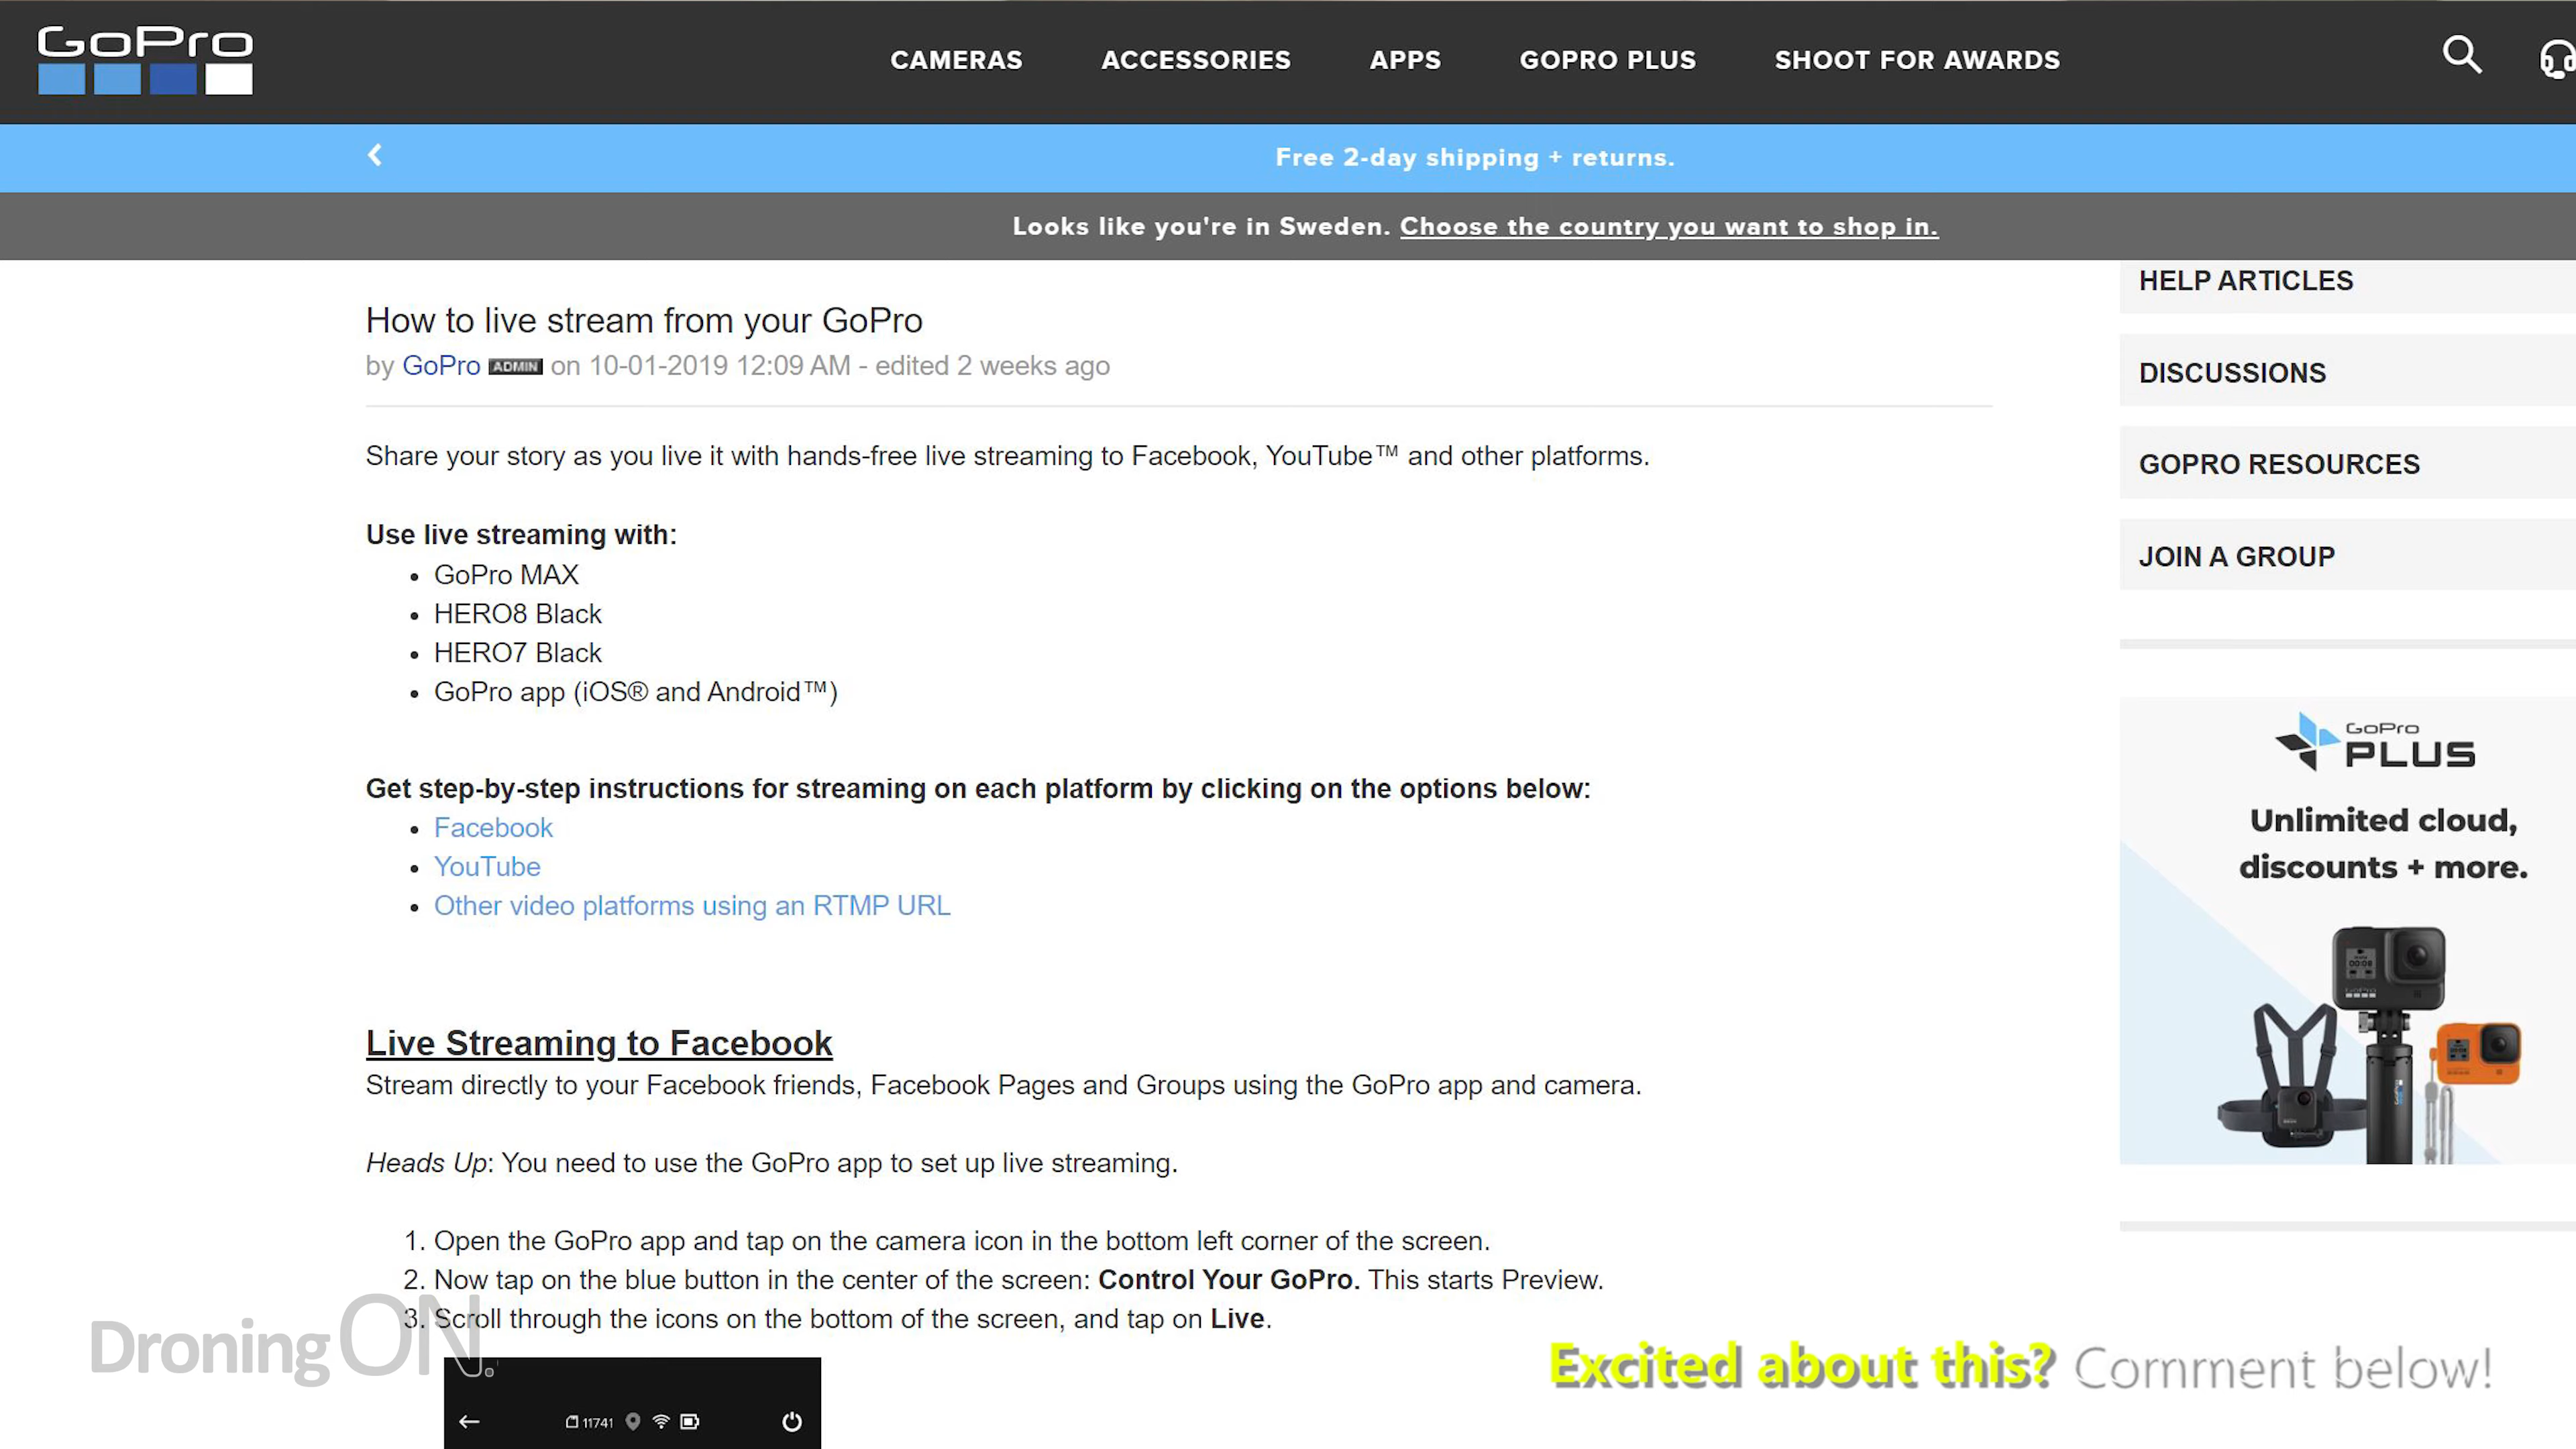 GoPro
CAMERAS ACCESSORIES APPS GOPRO PLUS SHOOT FOR AWARDS
Free 2-day shipping + returns.
Looks like you're in Sweden. Choose the country you want to shop in.
How to live stream from your GoPro
by GoPro ADMIN on 10-01-2019 12:09 AM - edited 2 weeks ago
Share your story as you live it with hands-free live streaming to Facebook, YouTube™ and other platforms.
Use live streaming with:
• GoPro MAX
• HERO8 Black
• HERO7 Black
• GoPro app (iOS® and Android™)
Get step-by-step instructions for streaming on each platform by clicking on the options below:
• Facebook
• YouTube
• Other video platforms using an RTMP URL
Live Streaming to Facebook
Stream directly to your Facebook friends, Facebook Pages and Groups using the GoPro app and camera.
Heads Up: You need to use the GoPro app to set up live streaming.
1. Open the GoPro app and tap on the camera icon in the bottom left corner of the screen.
2. Now tap on the blue button in the center of the screen: Control Your GoPro. This starts Preview.
3. Scroll through the icons on the bottom of the screen, and tap on Live.
11741
HELP ARTICLES
DISCUSSIONS
GOPRO RESOURCES
JOIN A GROUP
GoPro
PLUS
Unlimited cloud,
discounts + more.
DroningON.
Excited about this? Comment below!